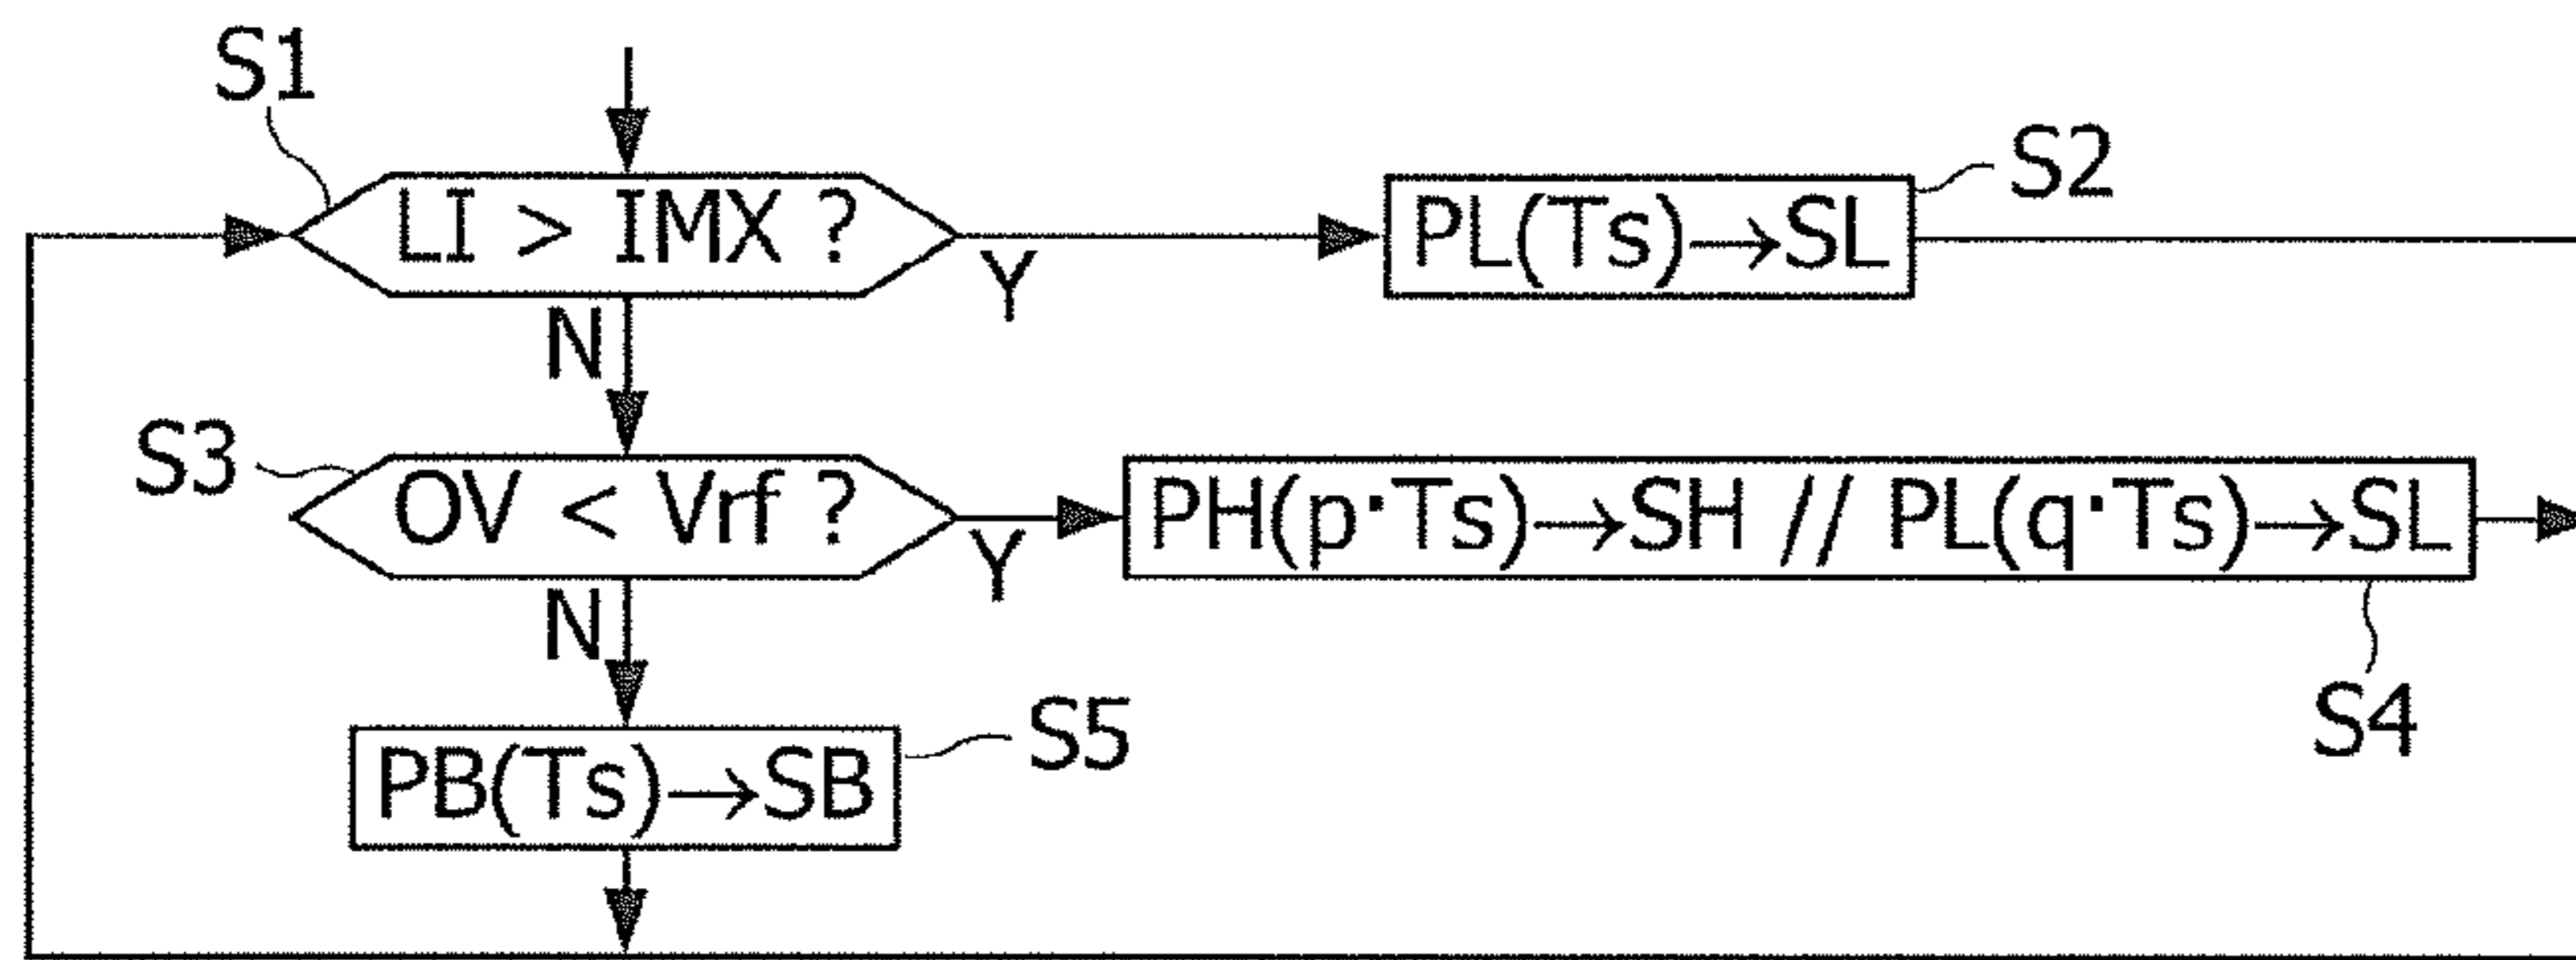 S1
LI > IMX ?
Y
PL(Ts)→SL
S2
N
S3
OV < Vrf ?
Y
PH(p·Ts)→SH // PL(q·Ts)→SL
S4
N
PB(Ts)→SB
S5